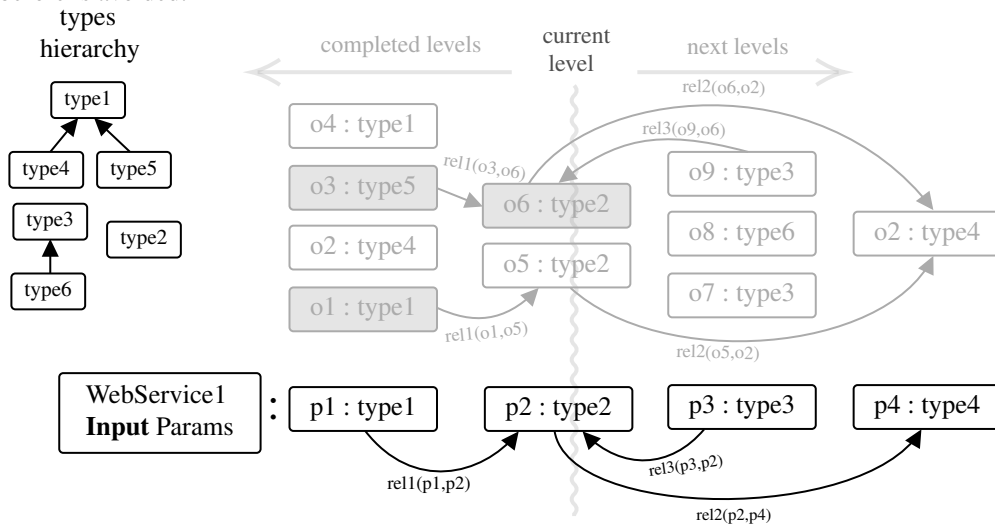 types
hierarchy
type1
type4
type5
type3
type2
type6
completed levels
current
level
next levels
rel2(o6,o2)
rel3(o9,o6)
rel1(o3,o6)
o4 : type1
o3 : type5
o2 : type4
o1 : type1
o6 : type2
o5 : type2
o9 : type3
o8 : type6
o7 : type3
o2 : type4
rel1(o1,o5)
rel2(o5,o2)
WebService1
Input Params
:
p1 : type1
p2 : type2
p3 : type3
p4 : type4
rel1(p1,p2)
rel3(p3,p2)
rel2(p2,p4)